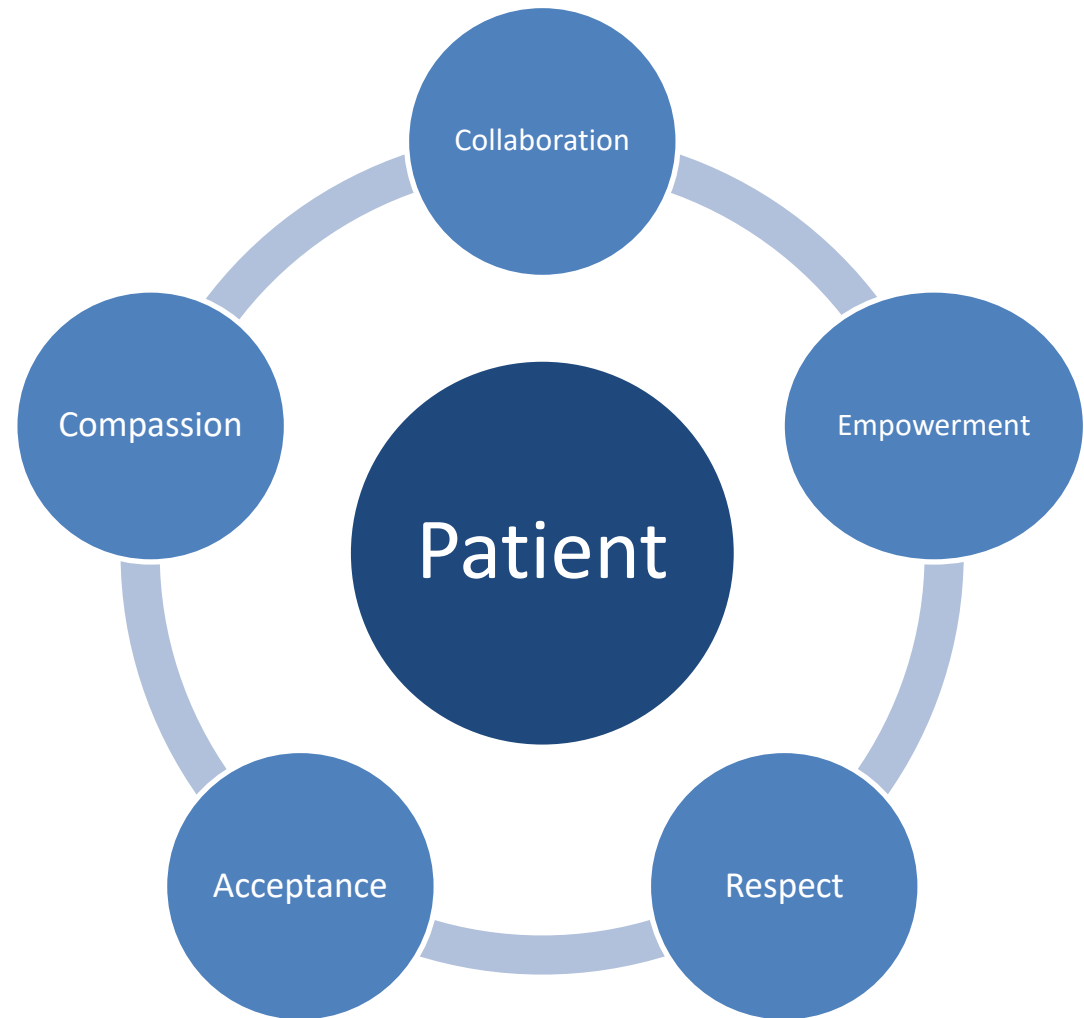 Collaboration
Empowerment
Respect
Acceptance
Compassion
Patient